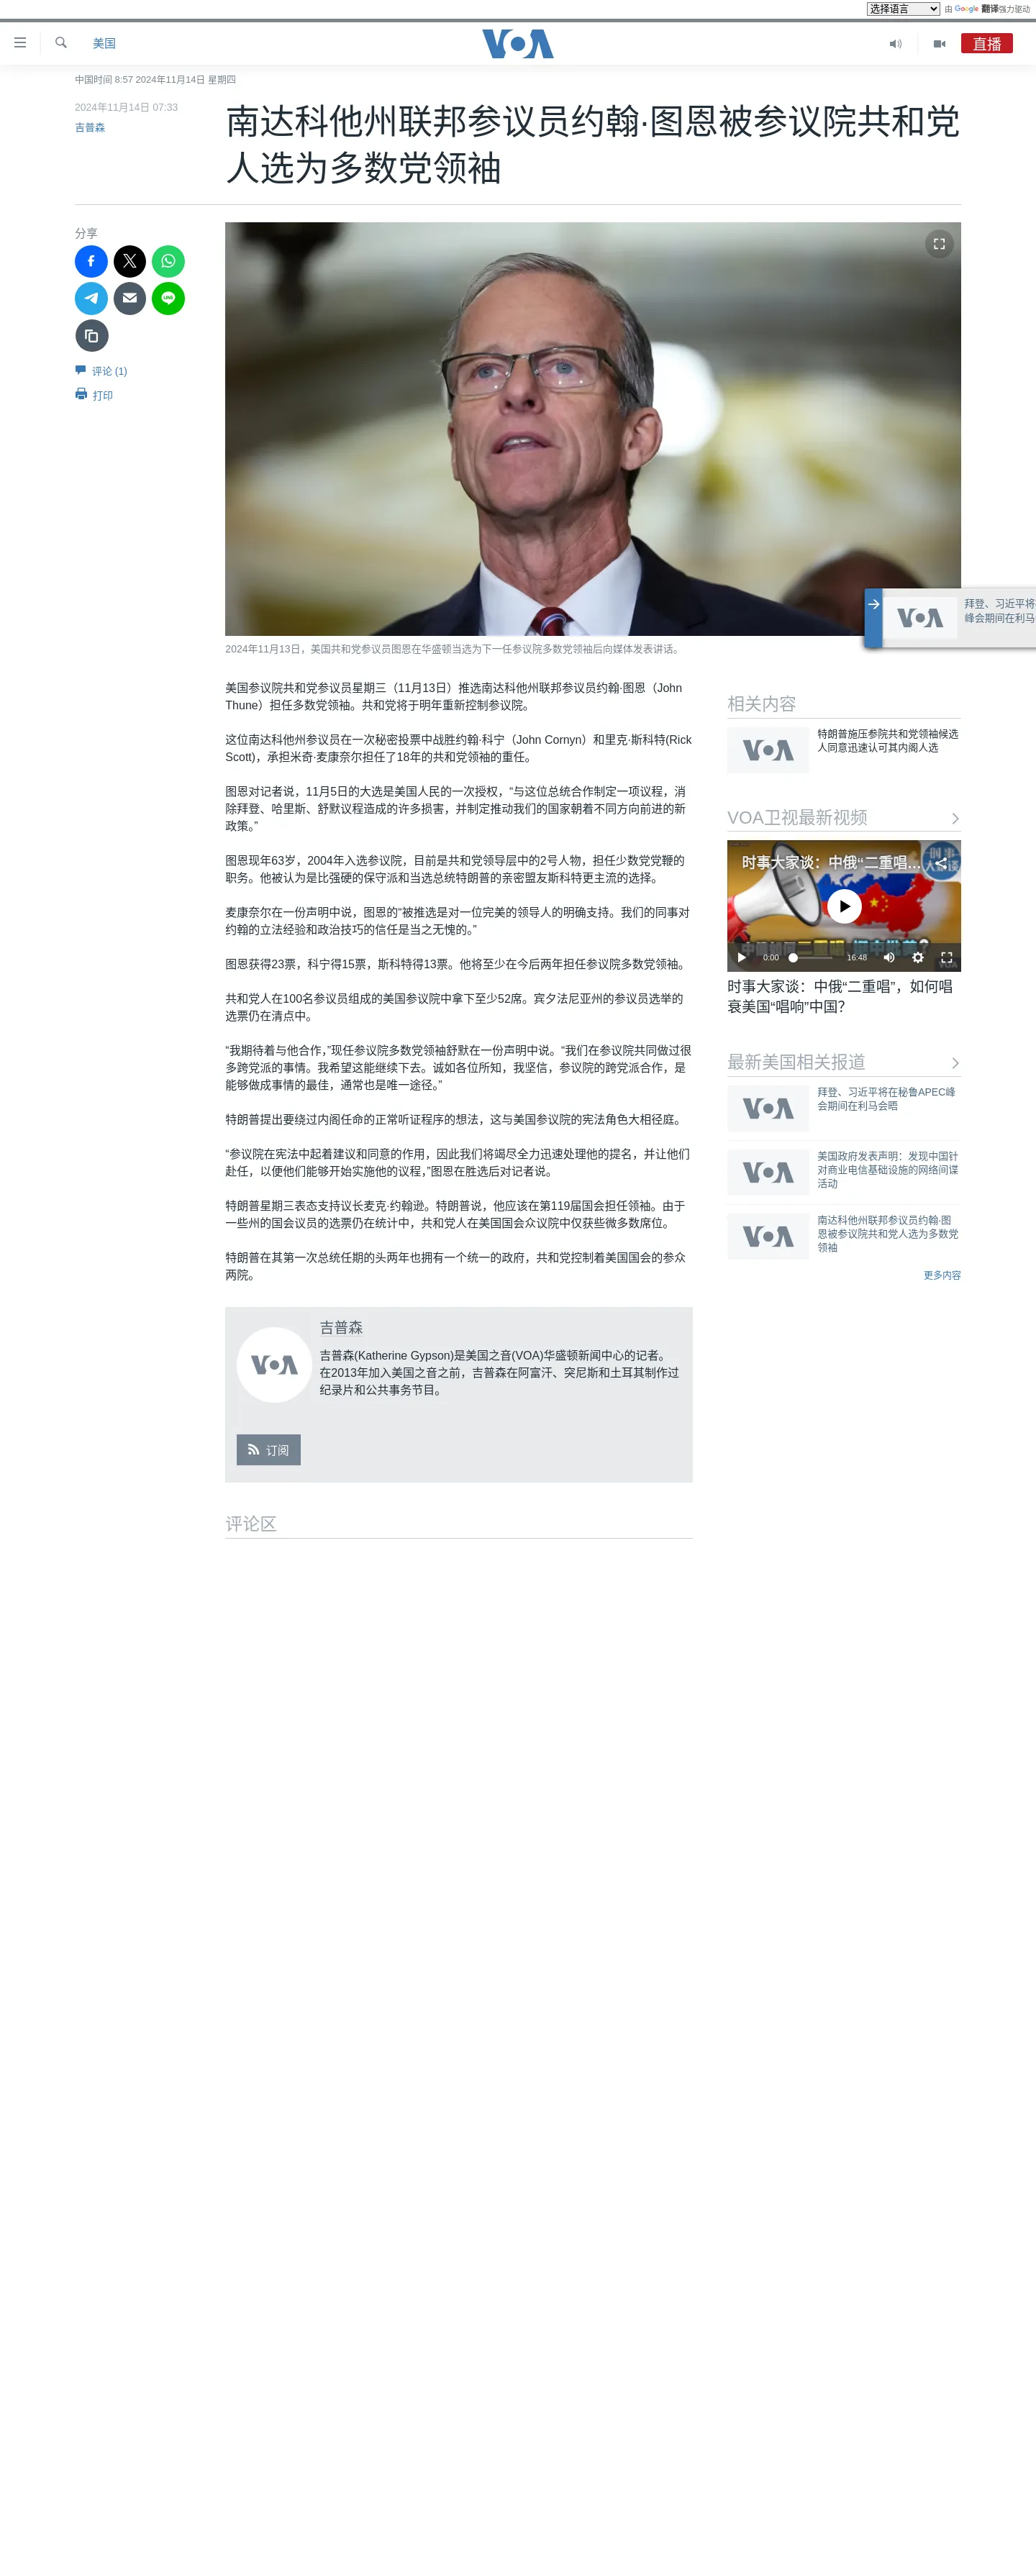 选择语言
由 Google 翻译强力驱动
美国
VOA
直播
中国时间 8:57 2024年11月14日 星期四
2024年11月14日 07:33
吉普森
南达科他州联邦参议员约翰·图恩被参议院共和党
人选为多数党领袖
分享
LINE
评论 (1)
打印
2024年11月13日，美国共和党参议员图恩在华盛顿当选为下一任参议院多数党领袖后向媒体发表讲话。
VOA
拜登、习近平将
峰会期间在利马
美国参议院共和党参议员星期三（11月13日）推选南达科他州联邦参议员约翰·图恩（John
Thune）担任多数党领袖。共和党将于明年重新控制参议院。
这位南达科他州参议员在一次秘密投票中战胜约翰·科宁（John Cornyn）和里克·斯科特(Rick
Scott)，承担米奇·麦康奈尔担任了18年的共和党领袖的重任。
图恩对记者说，11月5日的大选是美国人民的一次授权，“与这位总统合作制定一项议程，消
除拜登、哈里斯、舒默议程造成的许多损害，并制定推动我们的国家朝着不同方向前进的新
政策。”
图恩现年63岁，2004年入选参议院，目前是共和党领导层中的2号人物，担任少数党党鞭的
职务。他被认为是比强硬的保守派和当选总统特朗普的亲密盟友斯科特更主流的选择。
麦康奈尔在一份声明中说，图恩的“被推选是对一位完美的领导人的明确支持。我们的同事对
约翰的立法经验和政治技巧的信任是当之无愧的。”
图恩获得23票，科宁得15票，斯科特得13票。他将至少在今后两年担任参议院多数党领袖。
共和党人在100名参议员组成的美国参议院中拿下至少52席。宾夕法尼亚州的参议员选举的
选票仍在清点中。
“我期待着与他合作，”现任参议院多数党领袖舒默在一份声明中说。“我们在参议院共同做过很
多跨党派的事情。我希望这能继续下去。诚如各位所知，我坚信，参议院的跨党派合作，是
能够做成事情的最佳，通常也是唯一途径。”
特朗普提出要绕过内阁任命的正常听证程序的想法，这与美国参议院的宪法角色大相径庭。
“参议院在宪法中起着建议和同意的作用，因此我们将竭尽全力迅速处理他的提名，并让他们
赴任，以便他们能够开始实施他的议程，”图恩在胜选后对记者说。
特朗普星期三表态支持议长麦克·约翰逊。特朗普说，他应该在第119届国会担任领袖。由于
一些州的国会议员的选票仍在统计中，共和党人在美国国会众议院中仅获些微多数席位。
特朗普在其第一次总统任期的头两年也拥有一个统一的政府，共和党控制着美国国会的参众
两院。
VOA
吉普森
吉普森(Katherine Gypson)是美国之音(VOA)华盛顿新闻中心的记者。
在2013年加入美国之音之前，吉普森在阿富汗、突尼斯和土耳其制作过
纪录片和公共事务节目。
订阅
评论区
相关内容
VOA
特朗普施压参院共和党领袖候选
人同意迅速认可其内阁人选
VOA卫视最新视频
时事大家谈：中俄“二重唱...
0:00
16:48
时事大家谈：中俄“二重唱”，如何唱
衰美国“唱响”中国？
最新美国相关报道
VOA
拜登、习近平将在秘鲁APEC峰
会期间在利马会晤
VOA
美国政府发表声明：发现中国针
对商业电信基础设施的网络间谍
活动
VOA
南达科他州联邦参议员约翰·图
恩被参议院共和党人选为多数党
领袖
更多内容